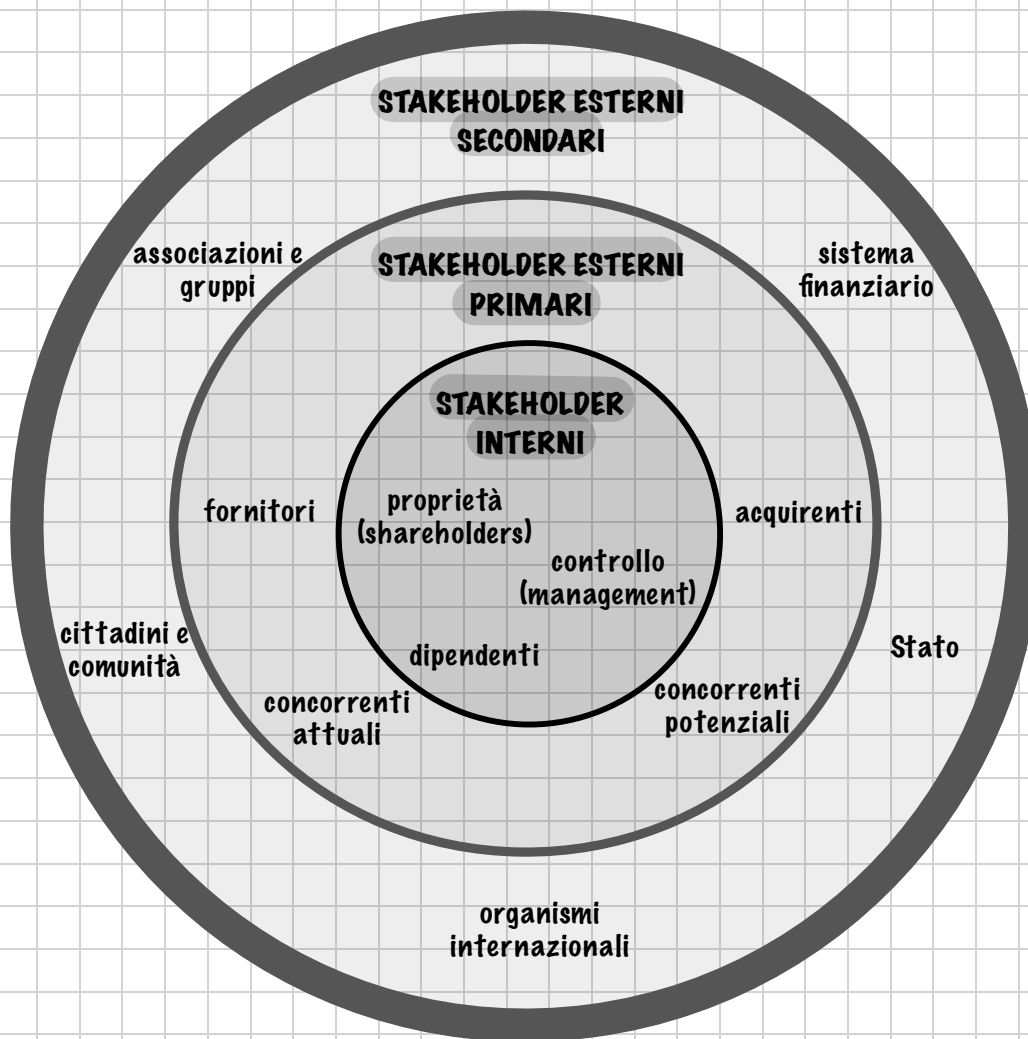 STAKEHOLDER ESTERNI
SECONDARI
associazioni e
gruppi
sistema
finanziario
STAKEHOLDER ESTERNI
PRIMARI
STAKEHOLDER
INTERNI
fornitori
proprietà
(shareholders)
acquirenti
controllo
(management)
cittadini e
comunità
dipendenti
Stato
concorrenti
attuali
concorrenti
potenziali
organismi
internazionali